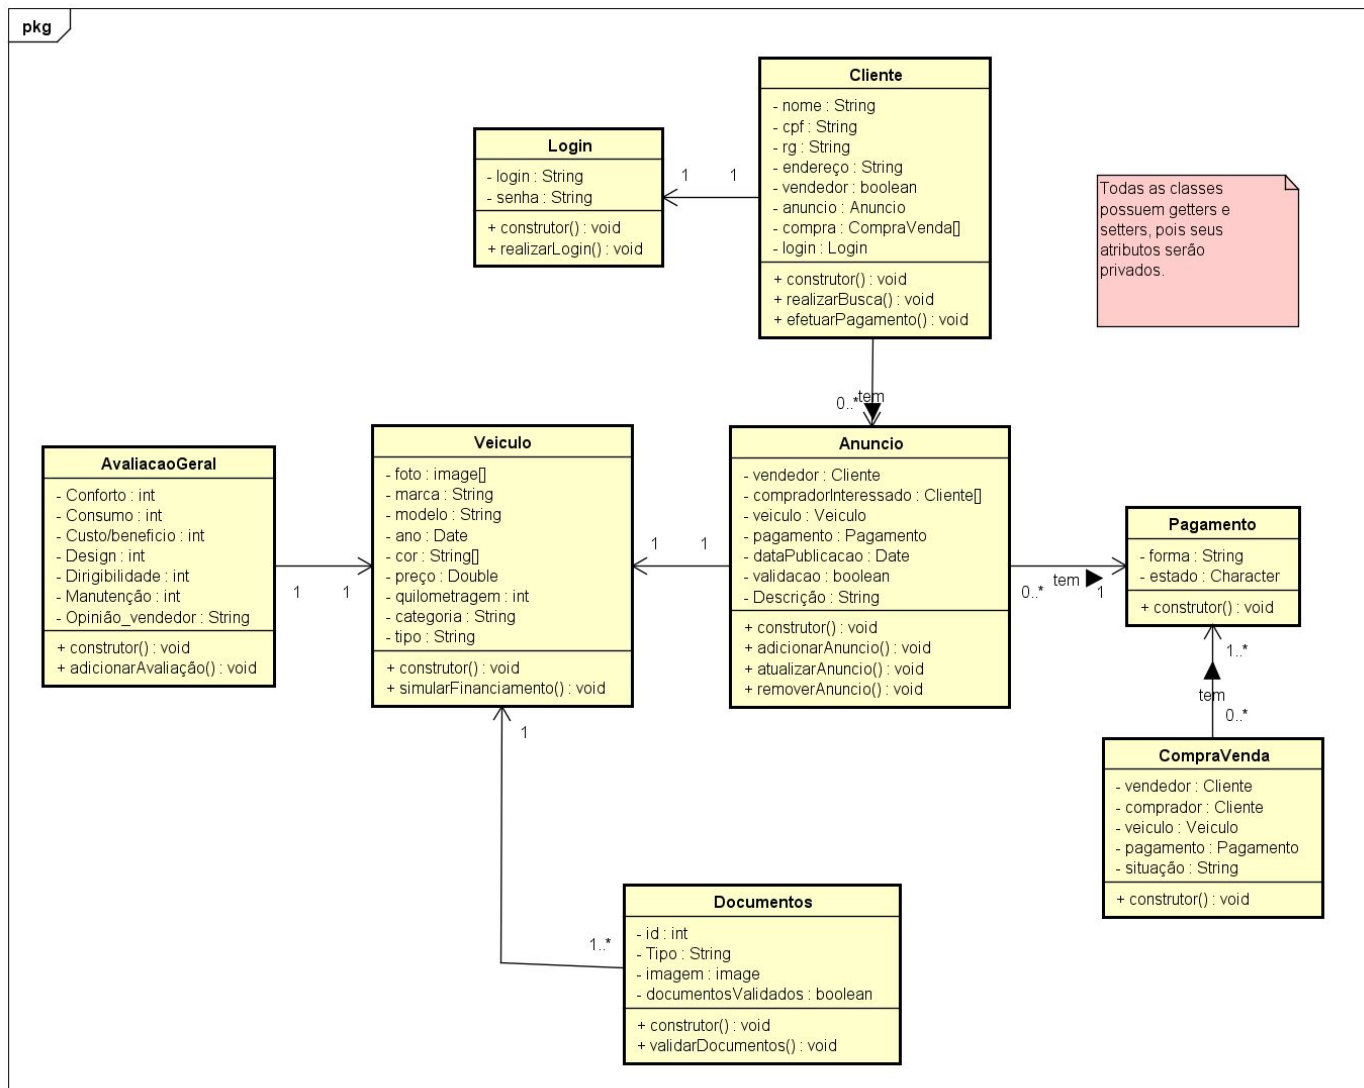 pkg
Cliente
- nome : String
- cpf : String
- rg : String
- endereço : String
- vendedor : boolean
- anuncio : Anuncio
- compra : CompraVenda[]
- login : Login
+ construtor() : void
+ realizarBusca() : void
+ efetuarPagamento() : void
Login
- login : String
- senha : String
+ construtor() : void
+ realizarLogin() : void
1
1
Todas as classes
possuem getters e
setters, pois seus
atributos serão
privados.
0..*
tem
AvaliacaoGeral
- Conforto : int
- Consumo : int
- Custo/beneficio : int
- Design : int
- Dirigibilidade : int
- Manutenção : int
- Opinião_vendedor : String
+ construtor() : void
+ adicionarAvaliação() : void
1
1
Veiculo
- foto : image[]
- marca : String
- modelo : String
- ano : Date
- cor : String[]
- preço : Double
- quilometragem : int
- categoria : String
- tipo : String
+ construtor() : void
+ simularFinanciamento() : void
1
1
Anuncio
- vendedor : Cliente
- compradorInteressado : Cliente[]
- veiculo : Veiculo
- pagamento : Pagamento
- dataPublicacao : Date
- validacao : boolean
- Descrição : String
+ construtor() : void
+ adicionarAnuncio() : void
+ atualizarAnuncio() : void
+ removerAnuncio() : void
0..*
tem
1
Pagamento
- forma : String
- estado : Character
+ construtor() : void
1..*
tem
0..*
CompraVenda
- vendedor : Cliente
- comprador : Cliente
- veiculo : Veiculo
- pagamento : Pagamento
- situação : String
+ construtor() : void
1
1..*
Documentos
- id : int
- Tipo : String
- imagem : image
- documentosValidados : boolean
+ construtor() : void
+ validarDocumentos() : void